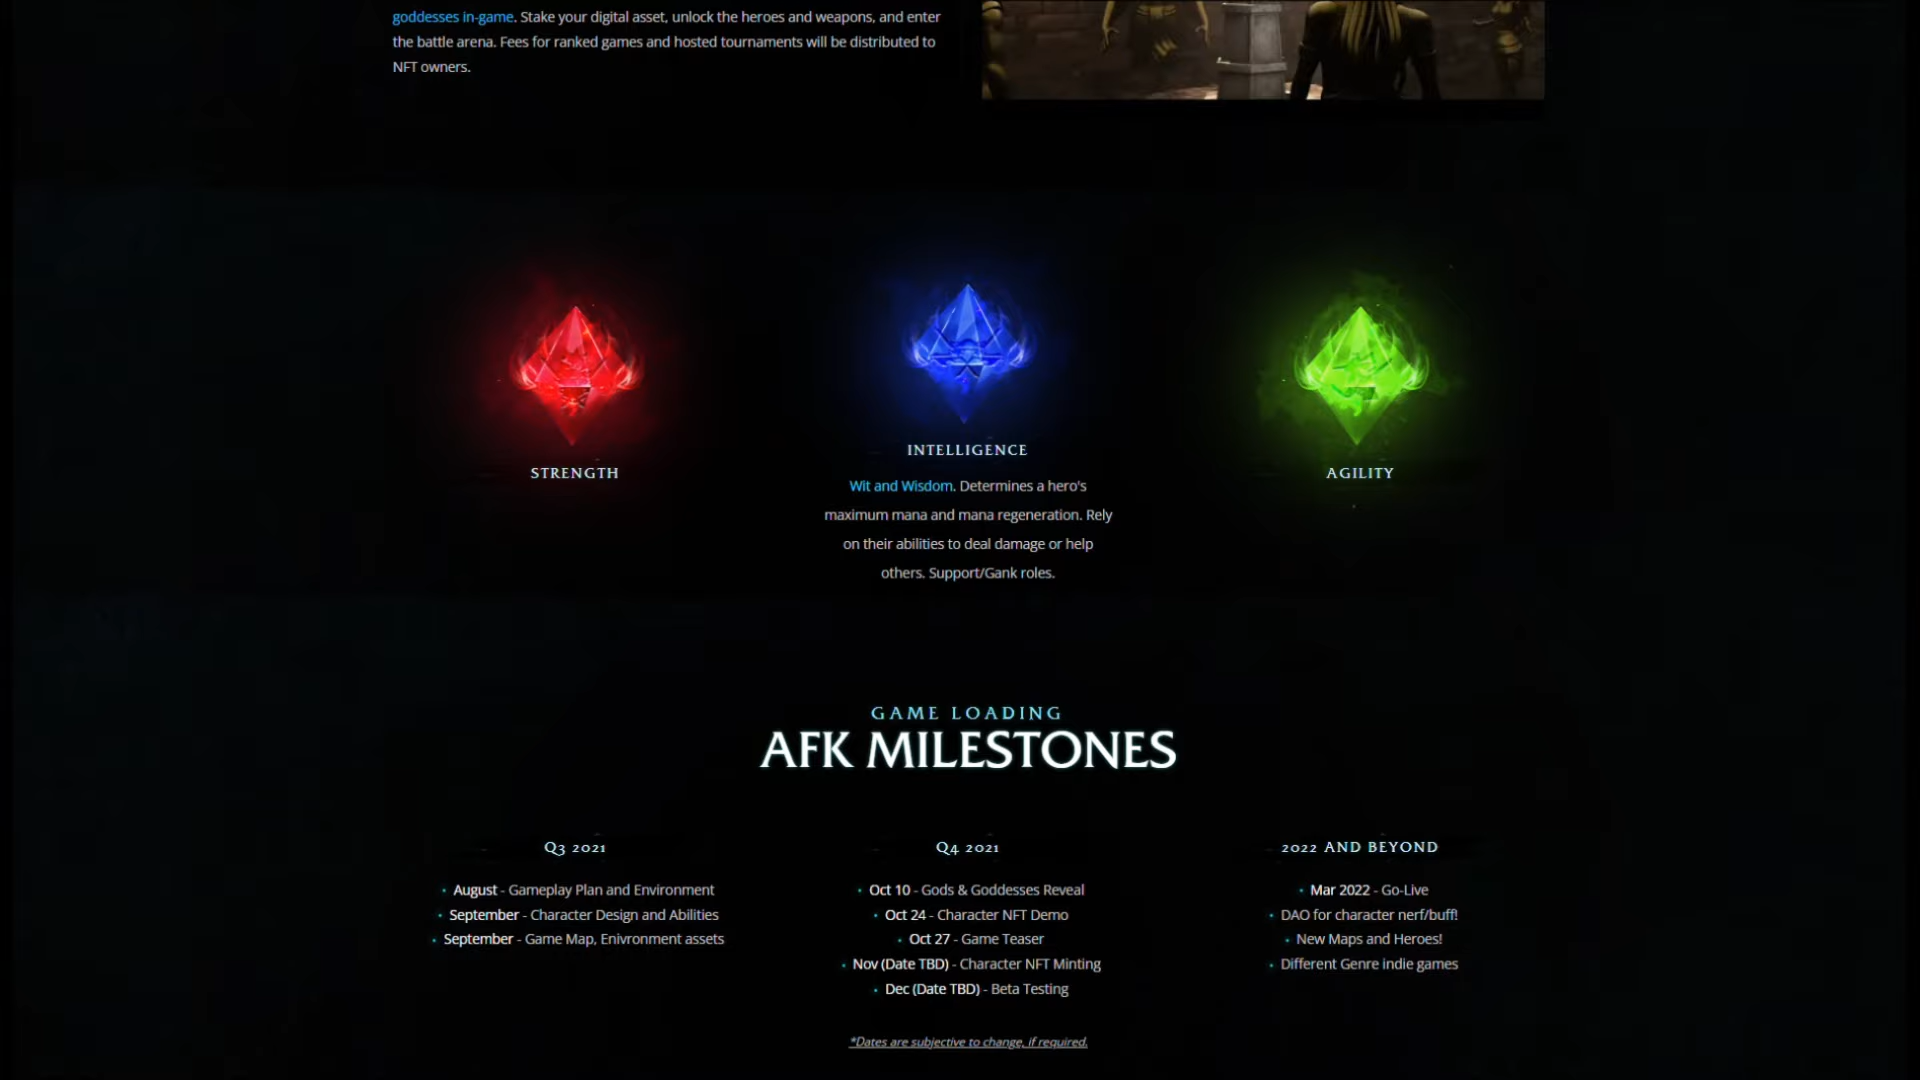 goddesses in-game. Stake your digital asset, unlock the heroes and weapons, and enter
the battle arena. Fees for ranked games and hosted tournaments will be distributed to
NFT owners.
STRENGTH
INTELLIGENCE
Wit and Wisdom. Determines a hero's
maximum mana and mana regeneration. Rely
on their abilities to deal damage or help
others. Support/Gank roles.
AGILITY
GAME LOADING
AFK MILESTONES
Q3 2021
August - Gameplay Plan and Environment
September - Character Design and Abilities
September - Game Map, Enivronment assets
Q4 2021
Oct 10 - Gods & Goddesses Reveal
Oct 24 - Character NFT Demo
Oct 27 - Game Teaser
Nov (Date TBD) - Character NFT Minting
Dec (Date TBD) - Beta Testing
2022 AND BEYOND
Mar 2022 - Go-Live
DAO for character nerf/buff!
New Maps and Heroes!
Different Genre indie games
*Dates are subjective to change, if required.